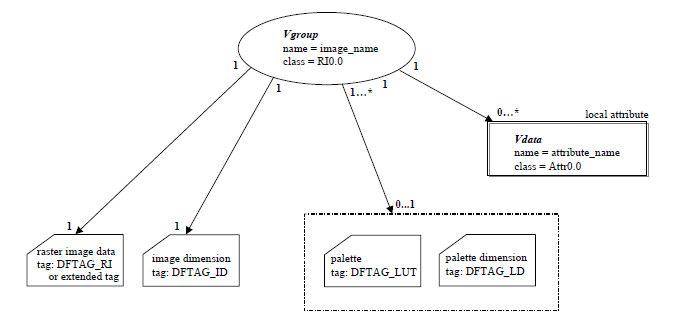 Vgroup
name = image_name
class = RI0.0
1
1
1
1...*
1
0...*
local attribute
Vdata
name = attribute_name
class = Attr0.0
1
1
0...1
raster image data
tag: DFTAG_RI
or extended tag
image dimension
tag: DFTAG_ID
palette
tag: DFTAG_LUT
palette dimension
tag: DFTAG_LD